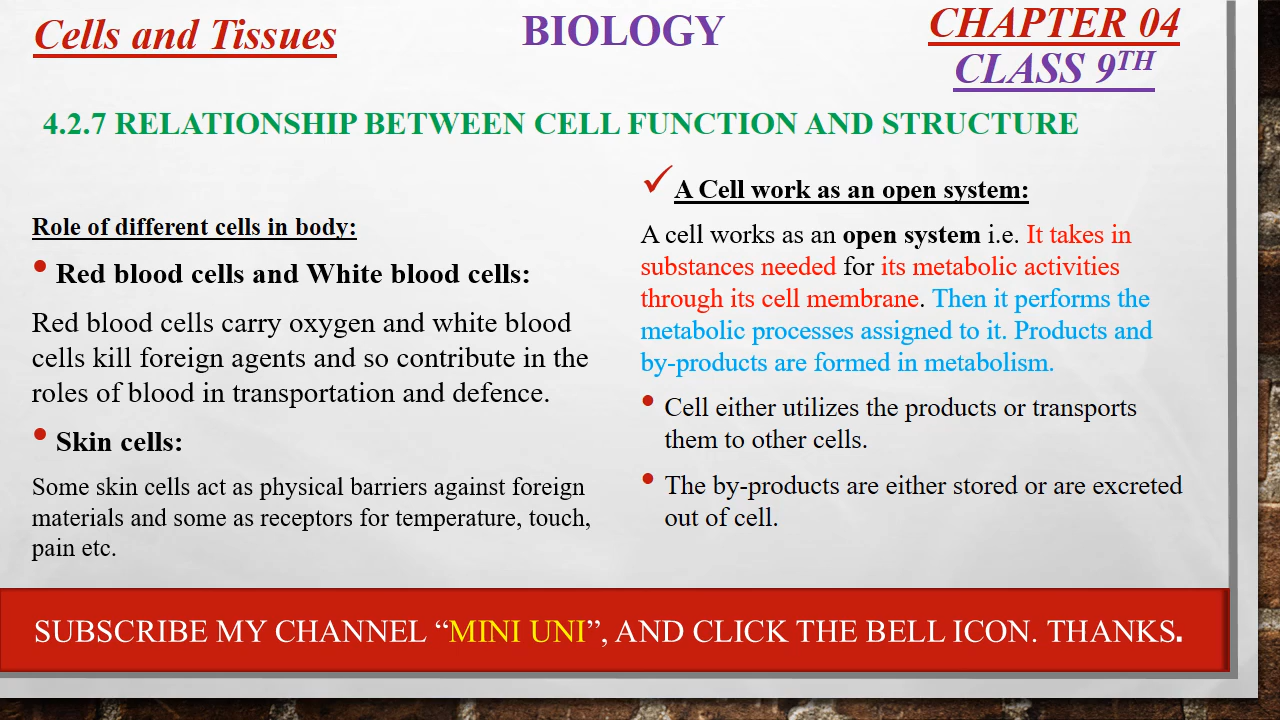 Cells and Tissues
BIOLOGY
CHAPTER 04
CLASS 9TH
4.2.7 RELATIONSHIP BETWEEN CELL FUNCTION AND STRUCTURE
Role of different cells in body:
• Red blood cells and White blood cells:
Red blood cells carry oxygen and white blood
cells kill foreign agents and so contribute in the
roles of blood in transportation and defence.
• Skin cells:
Some skin cells act as physical barriers against foreign
materials and some as receptors for temperature, touch,
pain etc.
✓ A Cell work as an open system:
A cell works as an open system i.e. It takes in
substances needed for its metabolic activities
through its cell membrane. Then it performs the
metabolic processes assigned to it. Products and
by-products are formed in metabolism.
• Cell either utilizes the products or transports
them to other cells.
• The by-products are either stored or are excreted
out of cell.
SUBSCRIBE MY CHANNEL “MINI UNI”, AND CLICK THE BELL ICON. THANKS.